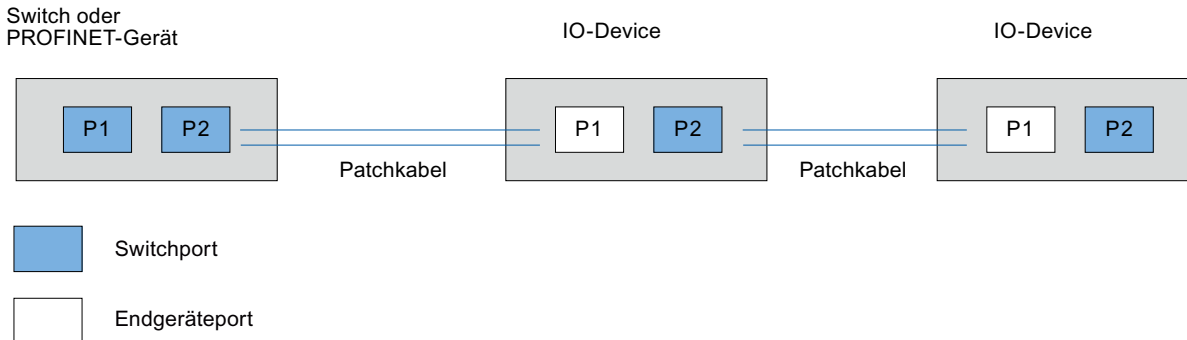 Switch oder
PROFINET-Gerät
IO-Device
IO-Device
P1
P2
P1
P2
P1
P2
Patchkabel
Patchkabel
Switchport
Endgeräteport